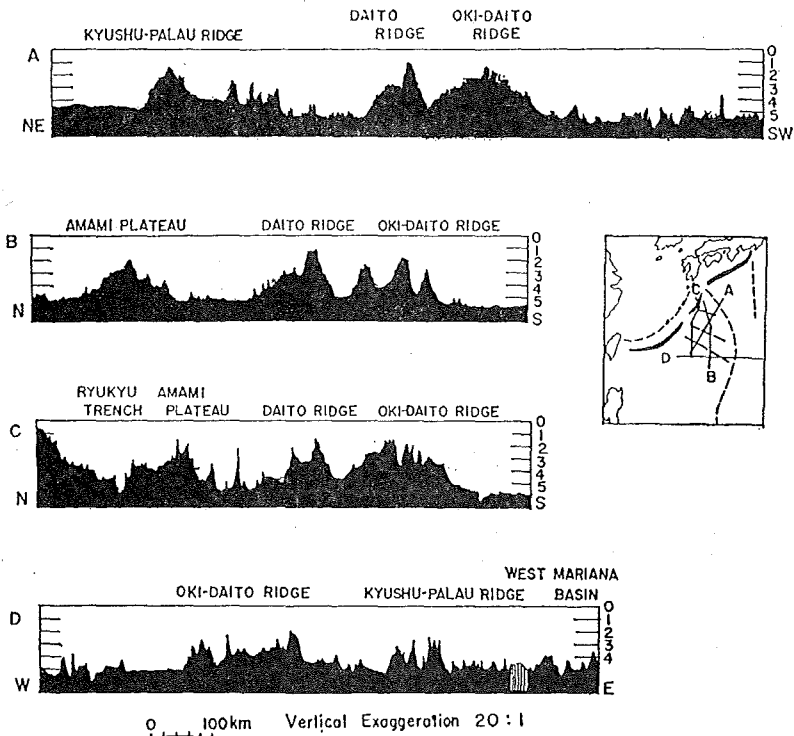 KYUSHU-PALAU RIDGE
DAITO RIDGE
OKI-DAITO RIDGE
A
0
1
2
3
4
5
NE
SW
B
AMAMI PLATEAU
DAITO RIDGE
OKI-DAITO RIDGE
0
1
2
3
4
5
N
S
C
RYUKYU TRENCH
AMAMI PLATEAU
DAITO RIDGE
OKI-DAITO RIDGE
0
1
2
3
4
5
N
S
C
A
D
B
D
OKI-DAITO RIDGE
KYUSHU-PALAU RIDGE
WEST MARIANA BASIN
0
1
2
3
4
W
E
0 100km Vertical Exaggeration 20:1